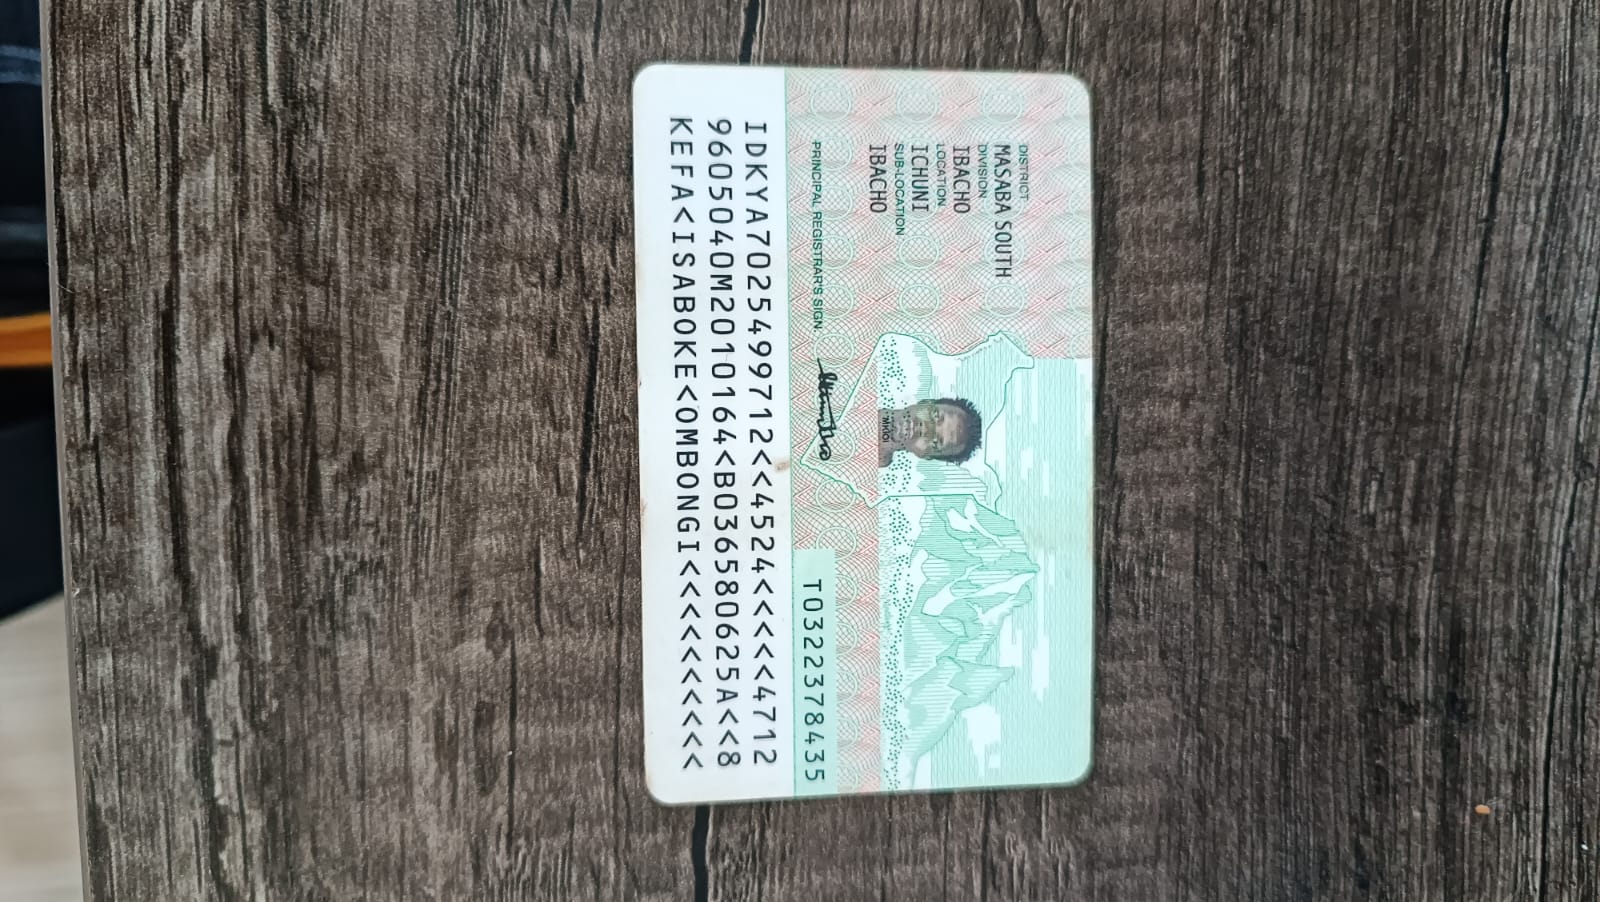 DISTRICT
MASABA SOUTH
DIVISION
IBACHO
LOCATION
ICHUNI
SUB-LOCATION
IBACHO
PRINCIPAL REGISTRAR'S SIGN.
T0322378435
IDKYA7025499712<<4524<<<<<4712
9605040M2010164<B036580625A<<8
KEFA<ISABOKE<OMBONGI<<<<<<<<<<